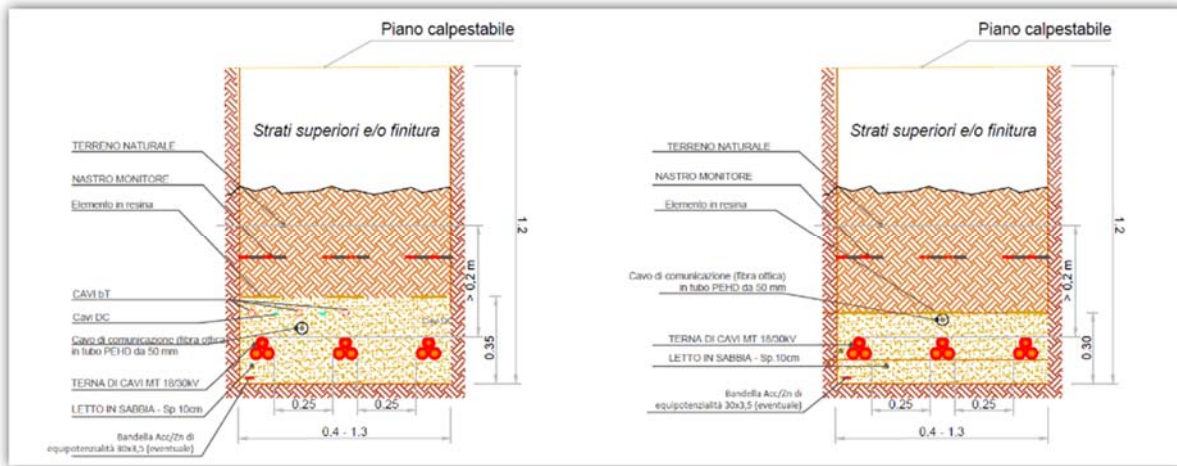 Piano calpestabile
Strati superiori e/o finitura
TERRENO NATURALE
NASTRO MONITORE
Elemento in resina
CAVI bT
Cavi DC
Cavi DC
Cavo di comunicazione (fibra ottica)
in tubo PEHD da 50 mm
TERNA DI CAVI MT 18/30kV
LETTO IN SABBIA - Sp.10cm
Bandella Acc/Zn di
equipotenzialità 30x3,5 (eventuale)
0.25
0.25
0.4 - 1.3
1.2
> 0,2 m
0.35
Piano calpestabile
Strati superiori e/o finitura
TERRENO NATURALE
NASTRO MONITORE
Elemento in resina
Cavo di comunicazione (fibra ottica)
in tubo PEHD da 50 mm
TERNA DI CAVI MT 18/30kV
LETTO IN SABBIA - Sp.10cm
Bandella Acc/Zn di
equipotenzialità 30x3,5 (eventuale)
0.25
0.25
0.4 - 1.3
1.2
> 0,2 m
0.30